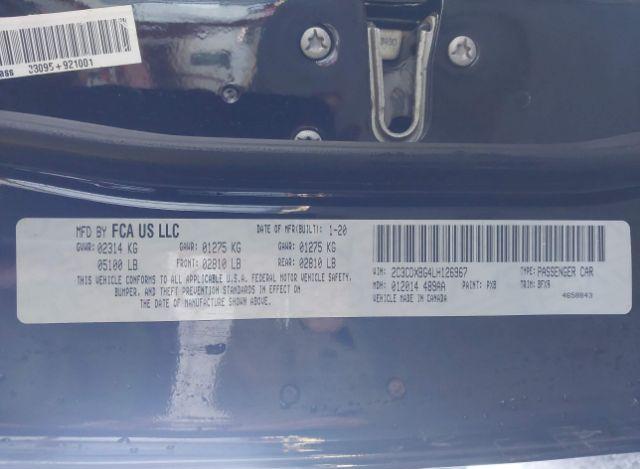 ass 33095+921001
MFD BY FCA US LLC DATE OF MFR(BUILT): 1-20
GVWR: 02314 KG GAWR: 01275 KG GAWR: 01275 KG
05100 LB FRONT: 02810 LB REAR: 02810 LB
THIS VEHICLE CONFORMS TO ALL APPLICABLE U.S.A. FEDERAL MOTOR VEHICLE SAFETY,
BUMPER, AND THEFT PREVENTION STANDARDS IN EFFECT ON
THE DATE OF MANUFACTURE SHOWN ABOVE.
VIN: 2C3CDXBG4LH126967 TYPE: PASSENGER CAR
MDH: 012014 489AA PAINT: PXB TRIM: BFX9
VEHICLE MADE IN CANADA 4658843